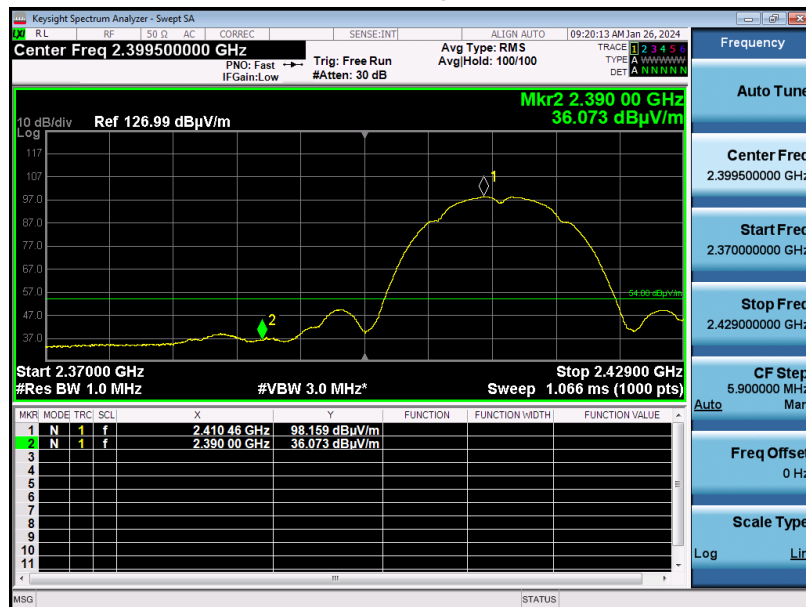 Keysight Spectrum Analyzer - Swept SA
LXI RL RF 50 Ω AC CORREC SENSE:INT ALIGN AUTO 09:20:13 AM Jan 26, 2024
Center Freq 2.399500000 GHz
PNO: Fast
IFGain:Low
Trig: Free Run
#Atten: 30 dB
Avg Type: RMS
Avg|Hold: 100/100
TRACE 1 2 3 4 5 6
TYPE A WWWWW
DET A N N N N N
Mkr2 2.390 00 GHz
36.073 dBµV/m
10 dB/div Ref 126.99 dBµV/m
Log
117
107
97.0
87.0
77.0
67.0
57.0
47.0
37.0
1
2
54.00 dBµV/m
Start 2.37000 GHz Stop 2.42900 GHz
#Res BW 1.0 MHz #VBW 3.0 MHz* Sweep 1.066 ms (1000 pts)
MKR MODE TRC SCL X Y FUNCTION FUNCTION WIDTH FUNCTION VALUE
1 N 1 f 2.410 46 GHz 98.159 dBµV/m
2 N 1 f 2.390 00 GHz 36.073 dBµV/m
3
4
5
6
7
8
9
10
11
MSG STATUS
Frequency
Auto Tune
Center Freq
2.399500000 GHz
Start Freq
2.370000000 GHz
Stop Freq
2.429000000 GHz
CF Step
5.900000 MHz
Auto Man
Freq Offset
0 Hz
Scale Type
Log Lin